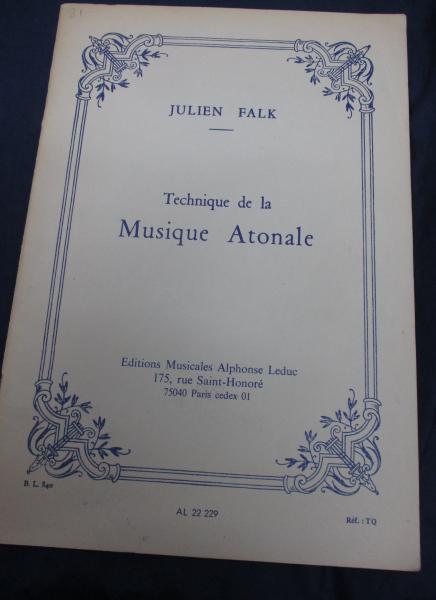 31
JULIEN FALK
Technique de la
Musique Atonale
Editions Musicales Alphonse Leduc
175, rue Saint-Honoré
75040 Paris cedex 01
B. L. 840
AL 22 229
Réf. : TQ